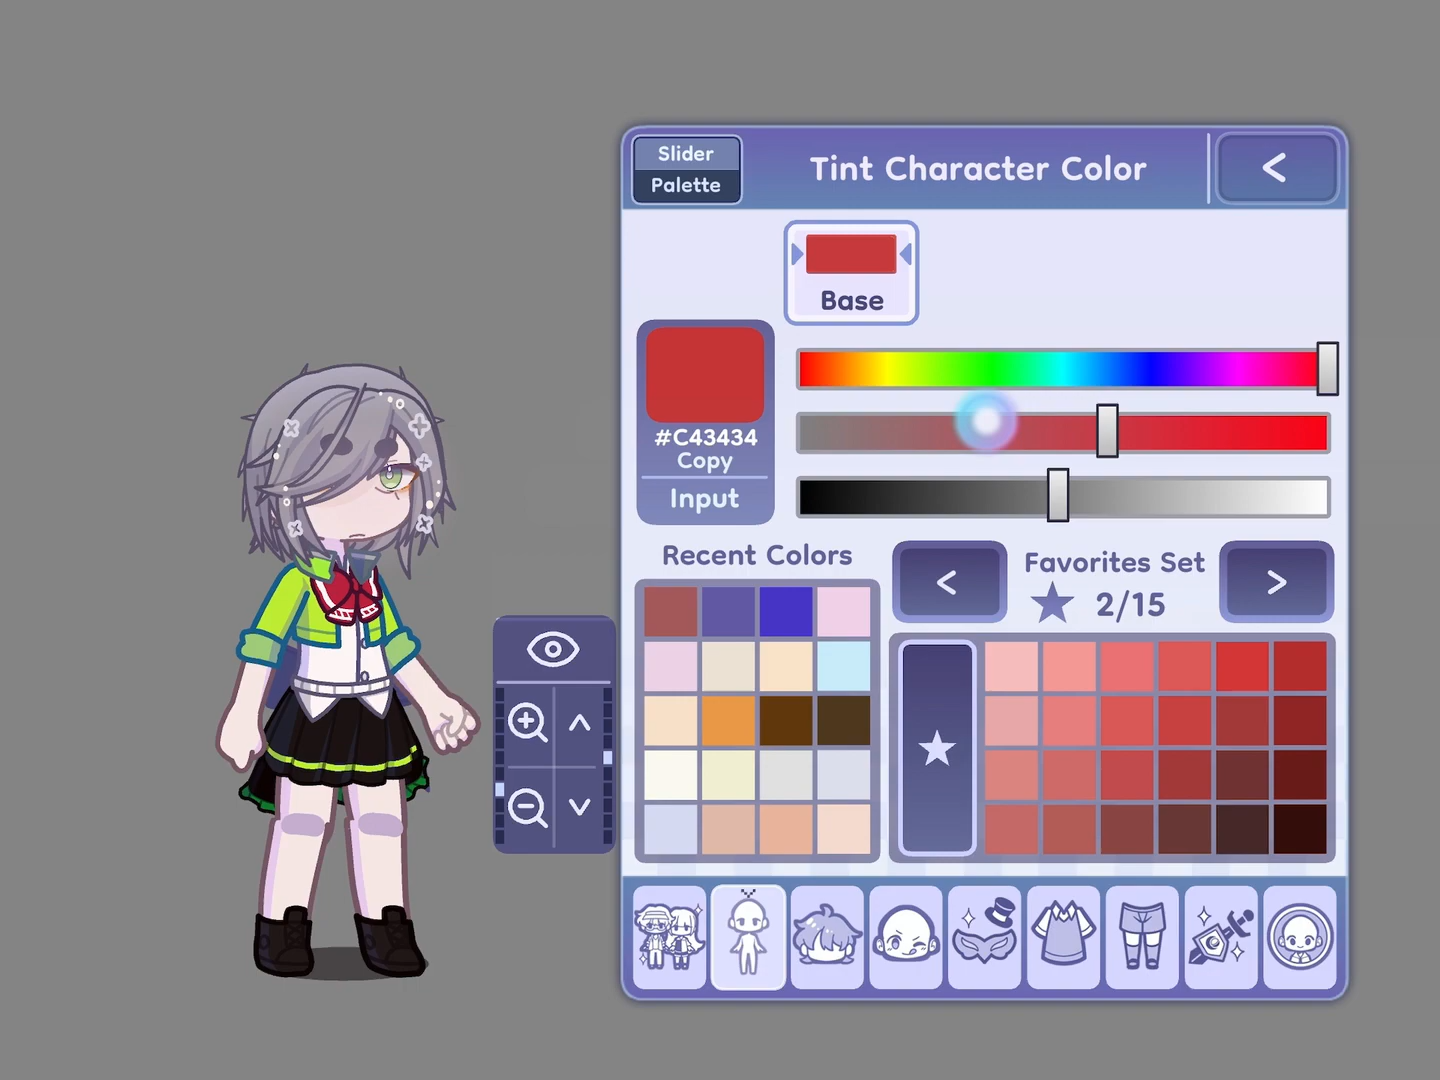 Slider
Palette
Tint Character Color
<
Base
#C43434
Copy
Input
Recent Colors
<
Favorites Set
2/15
>